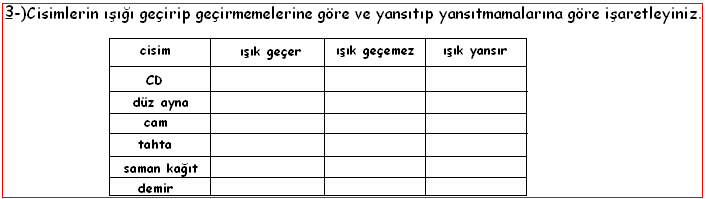 3-)Cisimlerin ışığı geçirip geçirmemelerine göre ve yansıtıp yansıtmamalarına göre işaretleyiniz.
cisim ışık geçer ışık geçemez ışık yansır
CD
düz ayna
cam
tahta
saman kağıt
demir